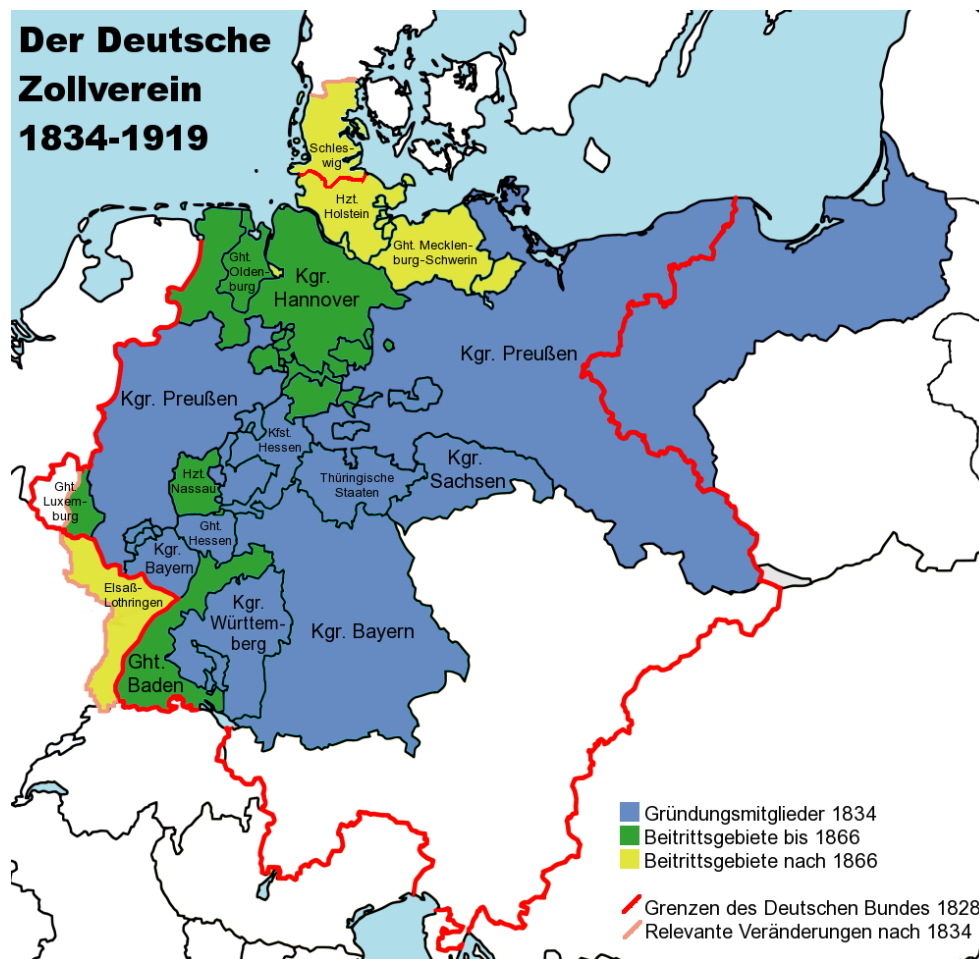 Der Deutsche
Zollverein
1834-1919
Schles-
wig
Hzt.
Holstein
Ght. Mecklen-
burg-Schwerin
Ght.
Olden-
burg
Kgr.
Hannover
Kgr. Preußen
Kgr. Preußen
Kfst.
Hessen
Kgr.
Sachsen
Thüringische
Staaten
Hzt.
Nassau
Ght.
Luxem-
burg
Ght.
Hessen
Kgr.
Bayern
Elsaß-
Lothringen
Kgr.
Württem-
berg
Kgr. Bayern
Ght.
Baden
Gründungsmitglieder 1834
Beitrittsgebiete bis 1866
Beitrittsgebiete nach 1866
Grenzen des Deutschen Bundes 1828
Relevante Veränderungen nach 1834